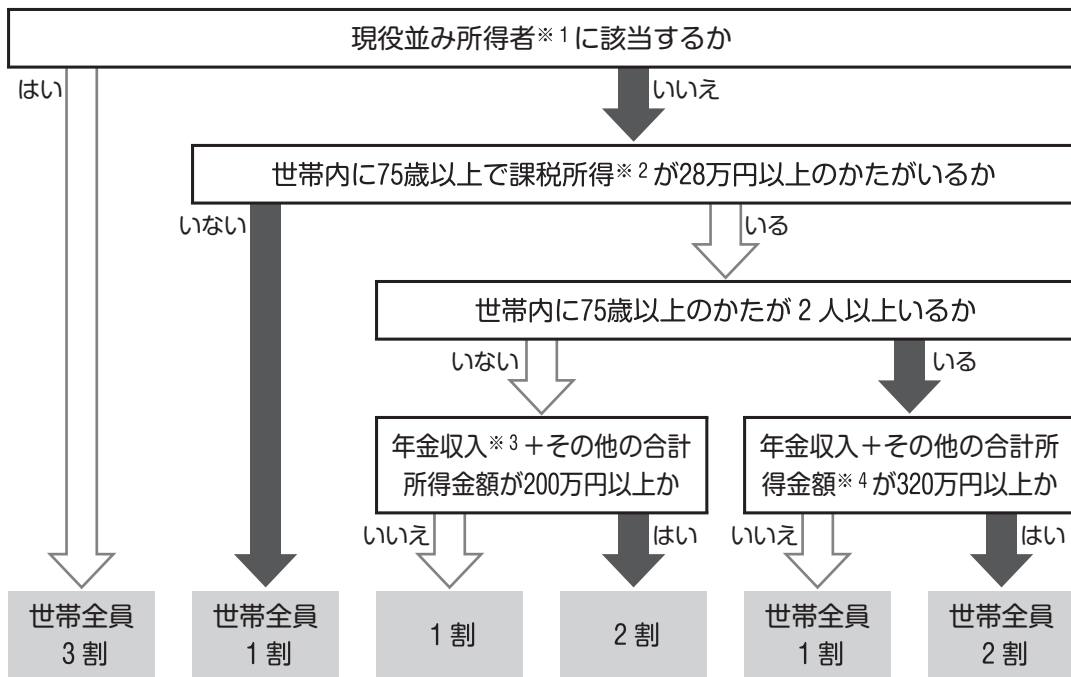 現役並み所得者※1に該当するか
はい
いいえ
世帯内に75歳以上で課税所得※2が28万円以上のかたがいるか
いない
いる
世帯内に75歳以上のかたが2人以上いるか
いない
いる
年金収入※3+その他の合計
所得金額が200万円以上か
年金収入+その他の合計所
得金額※4が320万円以上か
いいえ
はい
いいえ
はい
世帯全員
3割
世帯全員
1割
1割
2割
世帯全員
1割
世帯全員
2割